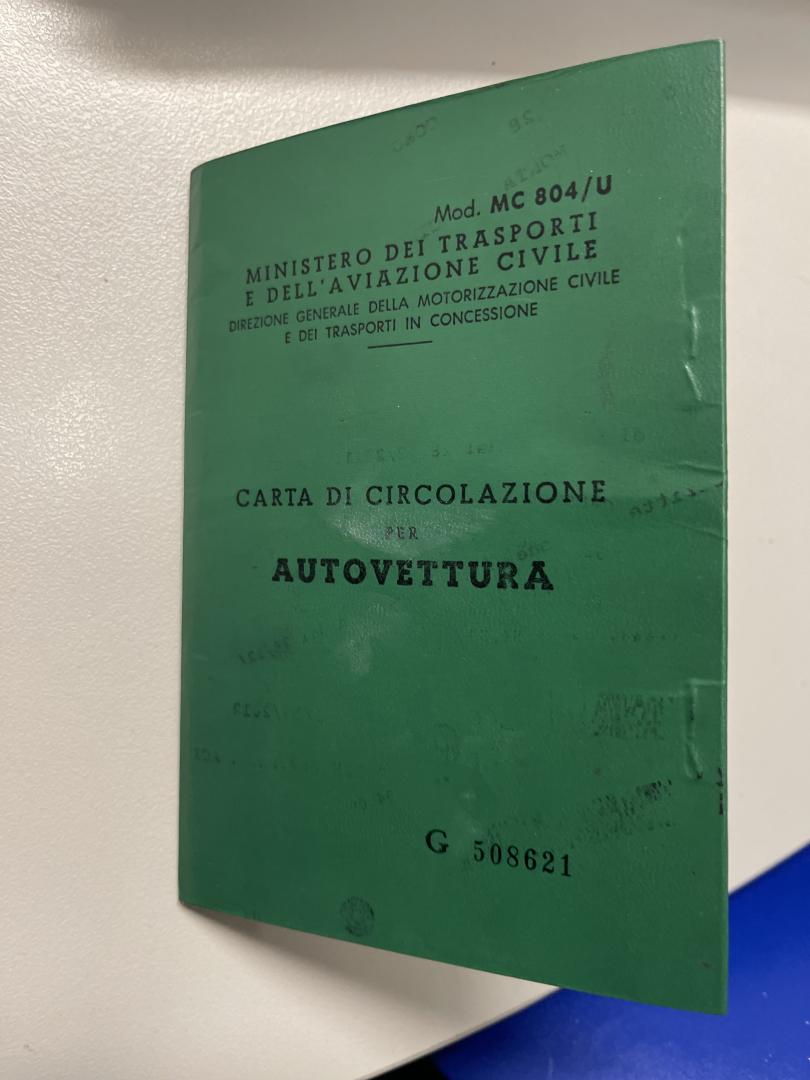 Mod. MC 804/U
MINISTERO DEI TRASPORTI
E DELL'AVIAZIONE CIVILE
DIREZIONE GENERALE DELLA MOTORIZZAZIONE CIVILE
E DEI TRASPORTI IN CONCESSIONE
CARTA DI CIRCOLAZIONE
PER
AUTOVETTURA
G 508621